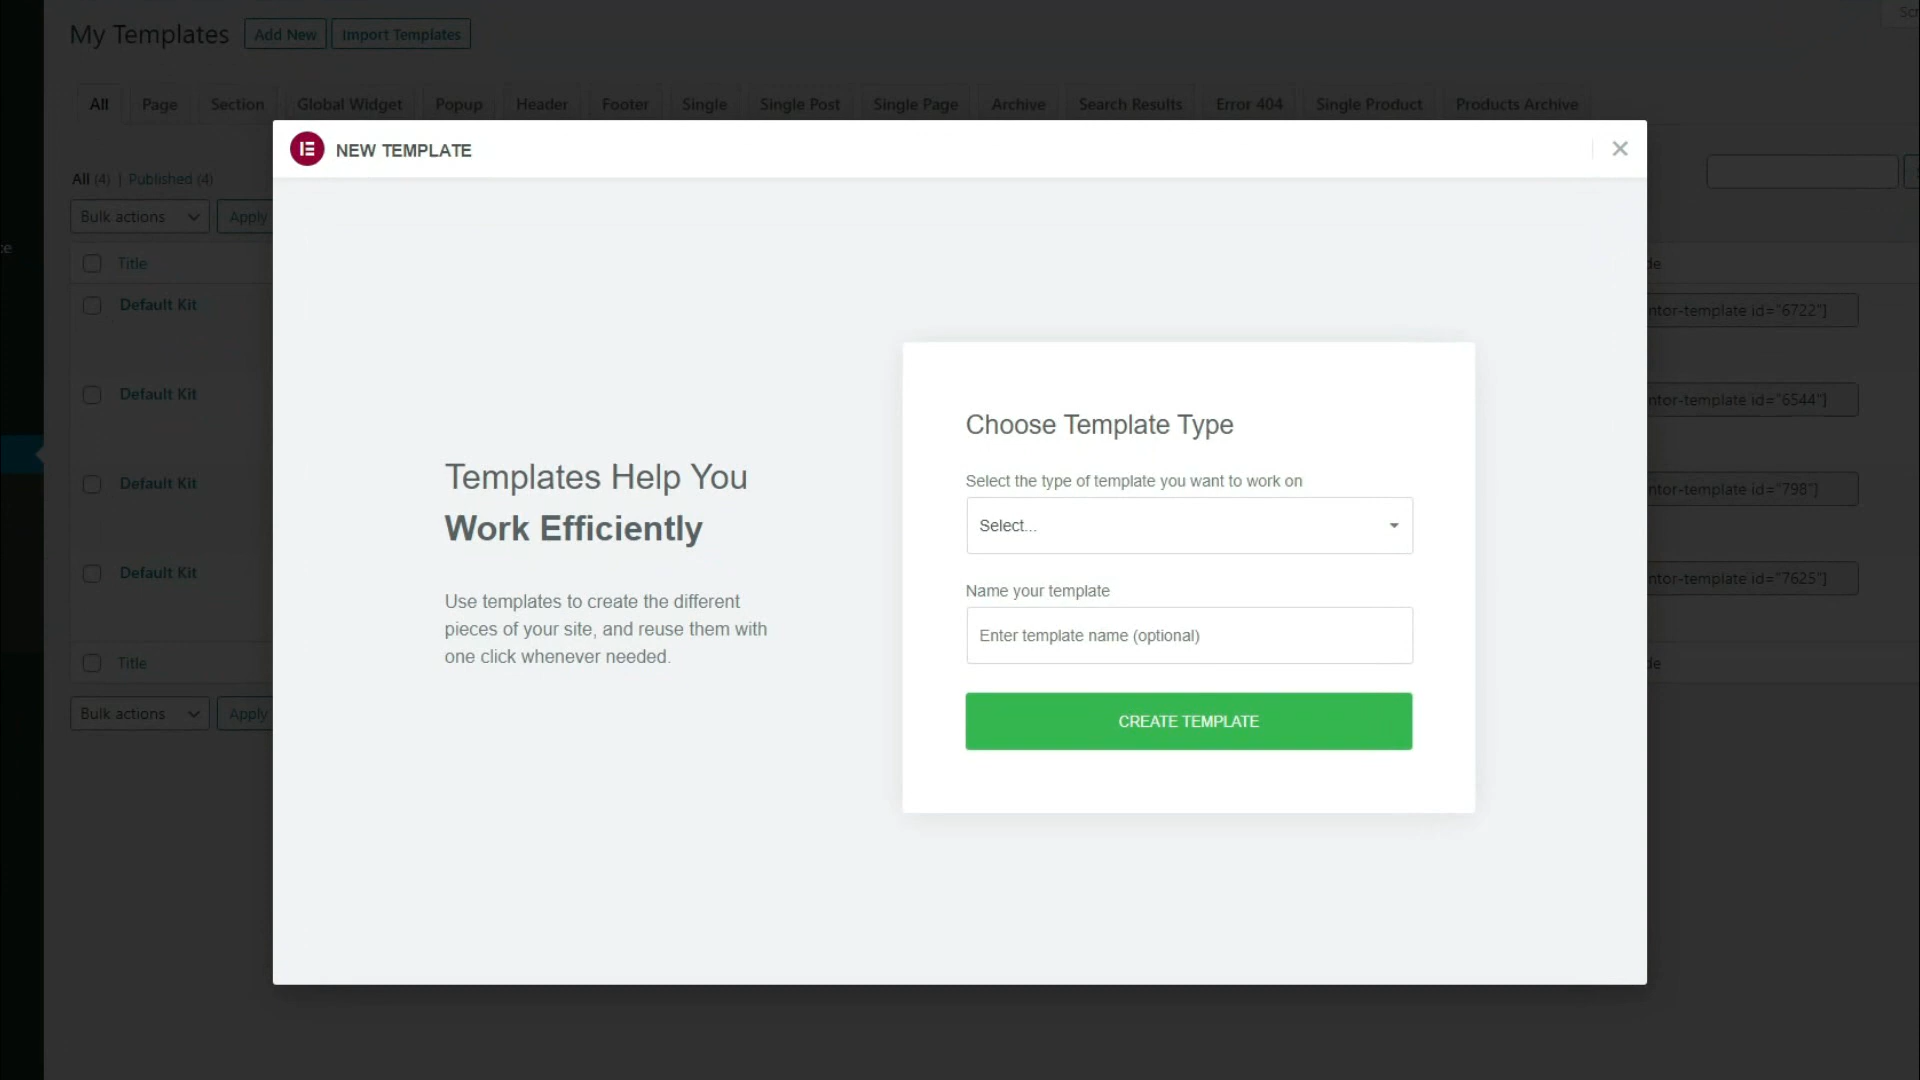 My Templates Add New Import Templates
All Page Section Global Widget Popup Header Footer Single Single Post Single Page Archive Search Results Error 404 Single Product Products Archive
NEW TEMPLATE
All (4) | Published (4)
Bulk actions Apply
Title
Default Kit
ntor-template id="6722"]
Default Kit
ntor-template id="6544"]
Default Kit
ntor-template id="798"]
Default Kit
ntor-template id="7625"]
Title
Bulk actions Apply
Templates Help You
Work Efficiently
Use templates to create the different
pieces of your site, and reuse them with
one click whenever needed.
Choose Template Type
Select the type of template you want to work on
Select...
Name your template
Enter template name (optional)
CREATE TEMPLATE